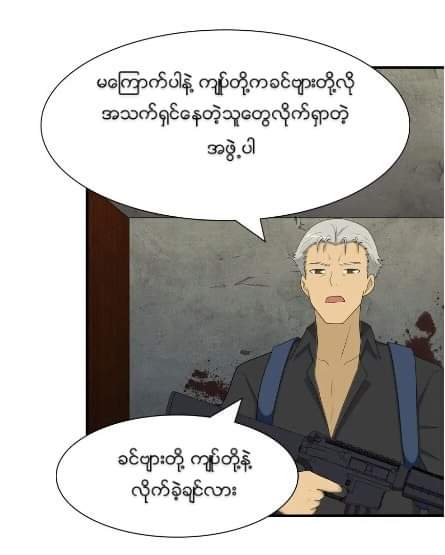 မကြောက်ပါနဲ့ ကျုပ်တို့ကခင်ဗျားတို့လို
အသက်ရှင်နေတဲ့သူတွေလိုက်ရှာတဲ့
အဖွဲ့ပါ
ခင်ဗျားတို့ ကျုပ်တို့နဲ့
လိုက်ခဲ့ချင်လား